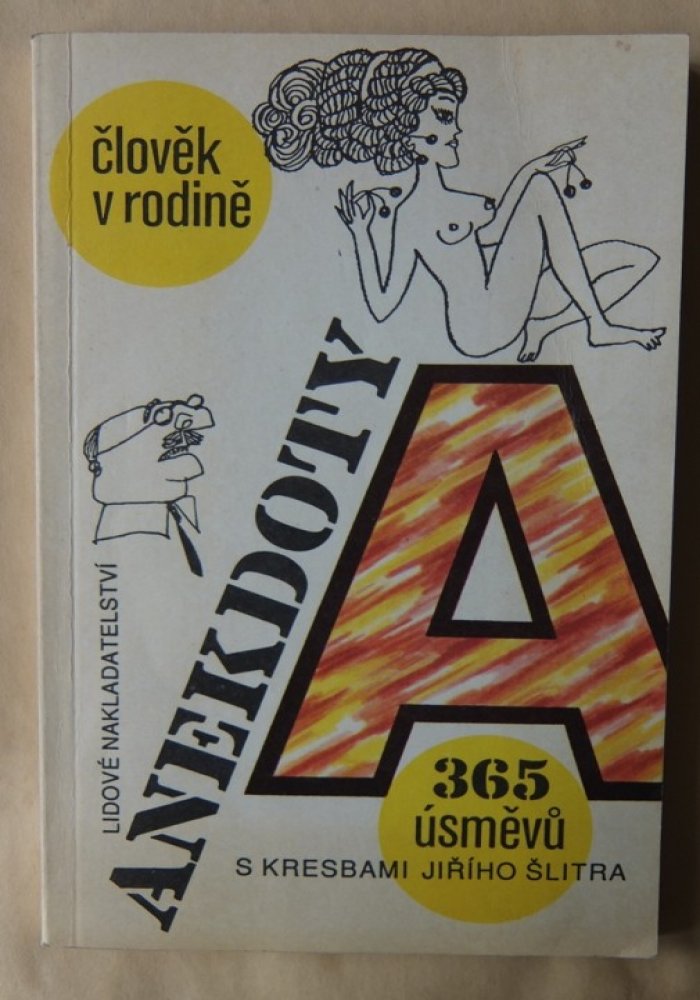 člověk
v rodině
ANEKDOTY
A
LIDOVÉ NAKLADATELSTVÍ
365
úsměvů
S KRESBAMI JIŘÍHO ŠLITRA